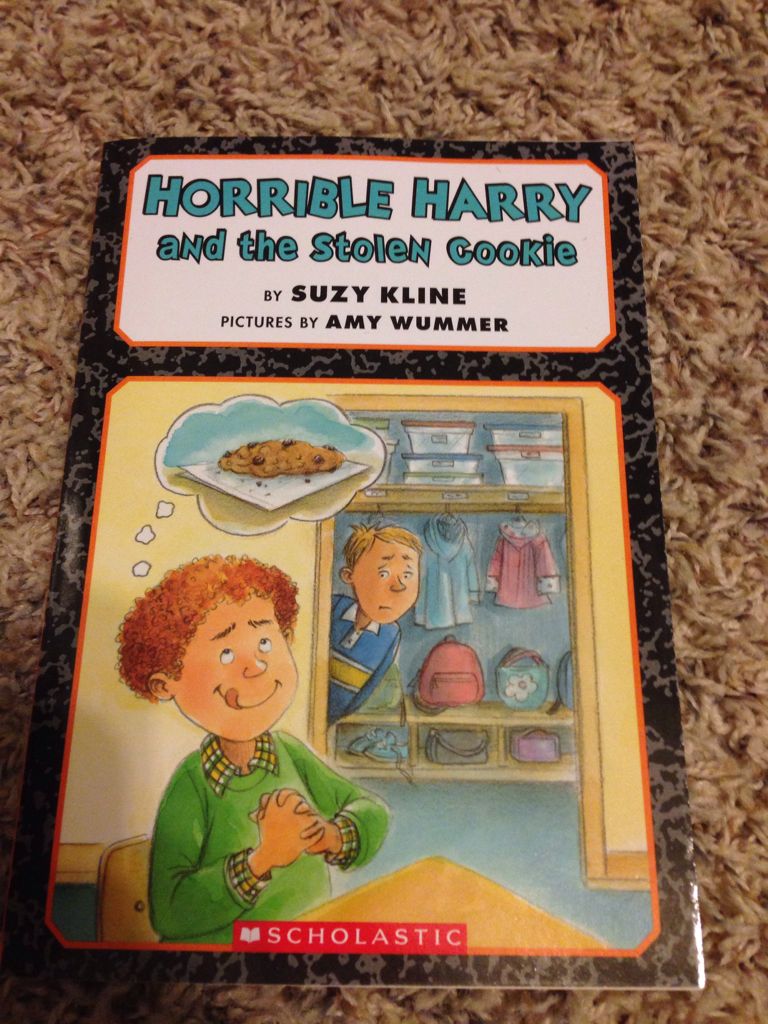 HORRIBLE HARRY
and the Stolen Cookie
BY SUZY KLINE
PICTURES BY AMY WUMMER
SCHOLASTIC